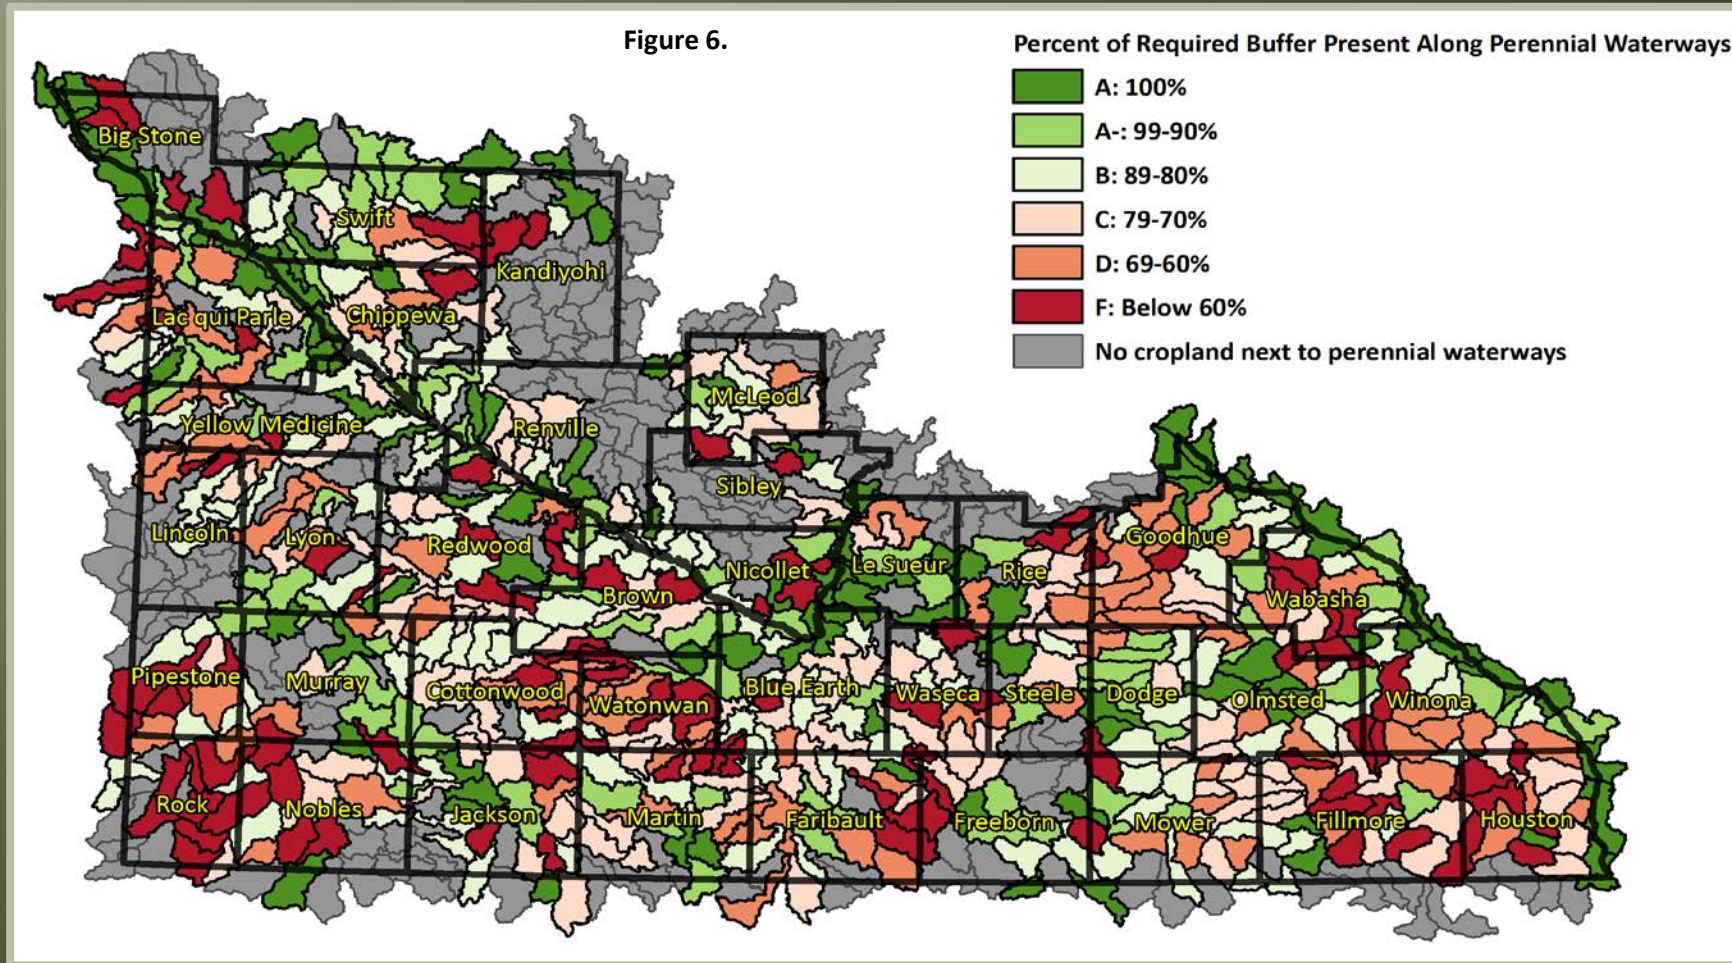 Figure 6.
Percent of Required Buffer Present Along Perennial Waterways
A: 100%
A-: 99-90%
B: 89-80%
C: 79-70%
D: 69-60%
F: Below 60%
No cropland next to perennial waterways
Big Stone
Swift
Kandiyohi
Lac qui Parle
Chippewa
McLeod
Yellow Medicine
Renville
Sibley
Lincoln
Lyon
Redwood
Brown
Nicollet
Le Sueur
Rice
Goodhue
Wabasha
Pipestone
Murray
Cottonwood
Watonwan
Blue Earth
Waseca
Steele
Dodge
Olmsted
Winona
Rock
Nobles
Jackson
Martin
Faribault
Freeborn
Mower
Fillmore
Houston